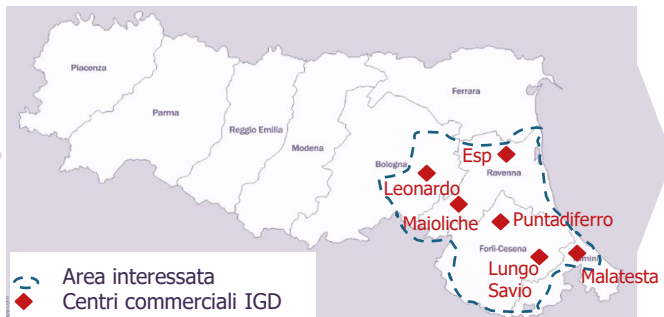 Piacenza
Parma
Reggio Emilia
Modena
Ferrara
Bologna
Esp
Ravenna
Leonardo
Maioliche
Puntadiferro
Forlì-Cesena
Lungo
Savio
Malatesta
Area interessata
Centri commerciali IGD